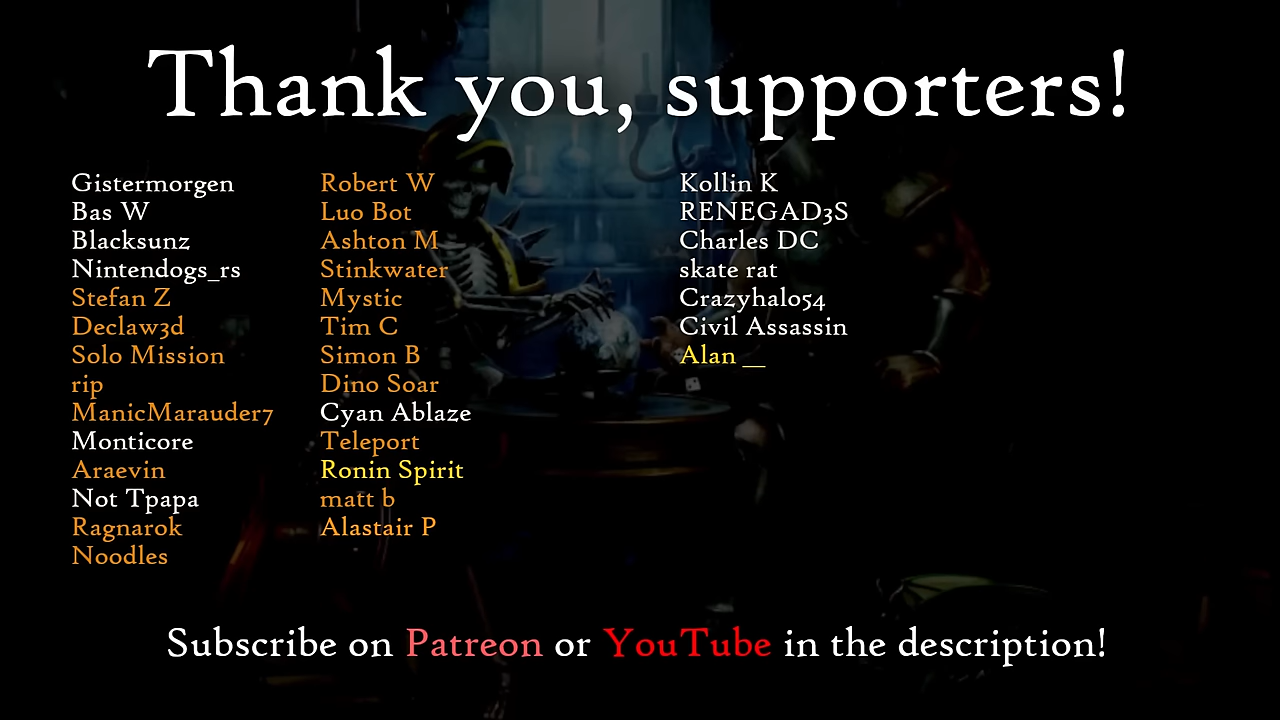 Thank you, supporters!
Gistermorgen
Bas W
Blacksunz
Nintendogs_rs
Stefan Z
Declaw3d
Solo Mission
rip
ManicMarauder7
Monticore
Araevin
Not Tpapa
Ragnarok
Noodles
Robert W
Luo Bot
Ashton M
Stinkwater
Mystic
Tim C
Simon B
Dino Soar
Cyan Ablaze
Teleport
Ronin Spirit
matt b
Alastair P
Kollin K
RENEGAD3S
Charles DC
skate rat
Crazyhalo54
Civil Assassin
Alan __
Subscribe on Patreon or YouTube in the description!